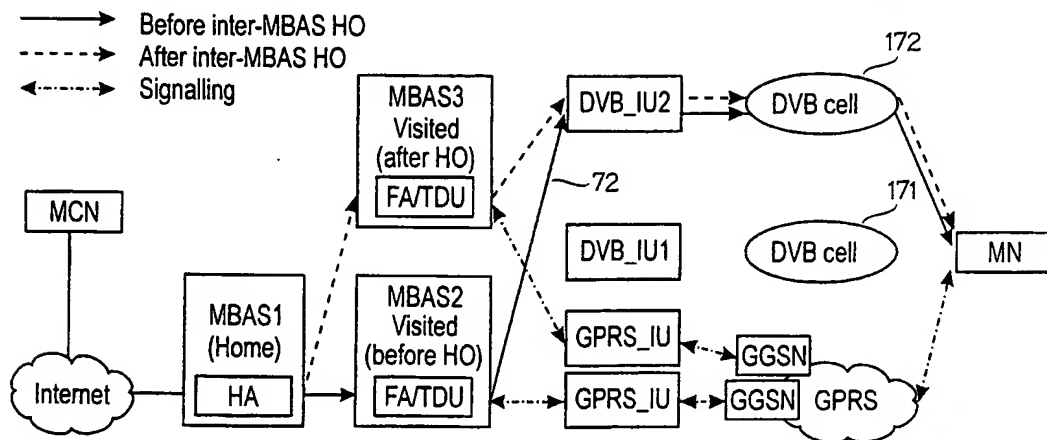 Before inter-MBAS HO
After inter-MBAS HO
Signalling
MBAS3
Visited
(after HO)
FA/TDU
DVB_IU2
DVB cell
172
72
MCN
DVB_IU1
DVB cell
171
MN
MBAS1
(Home)
HA
MBAS2
Visited
(before HO)
FA/TDU
GPRS_IU
GGSN
Internet
GPRS_IU
GGSN
GPRS